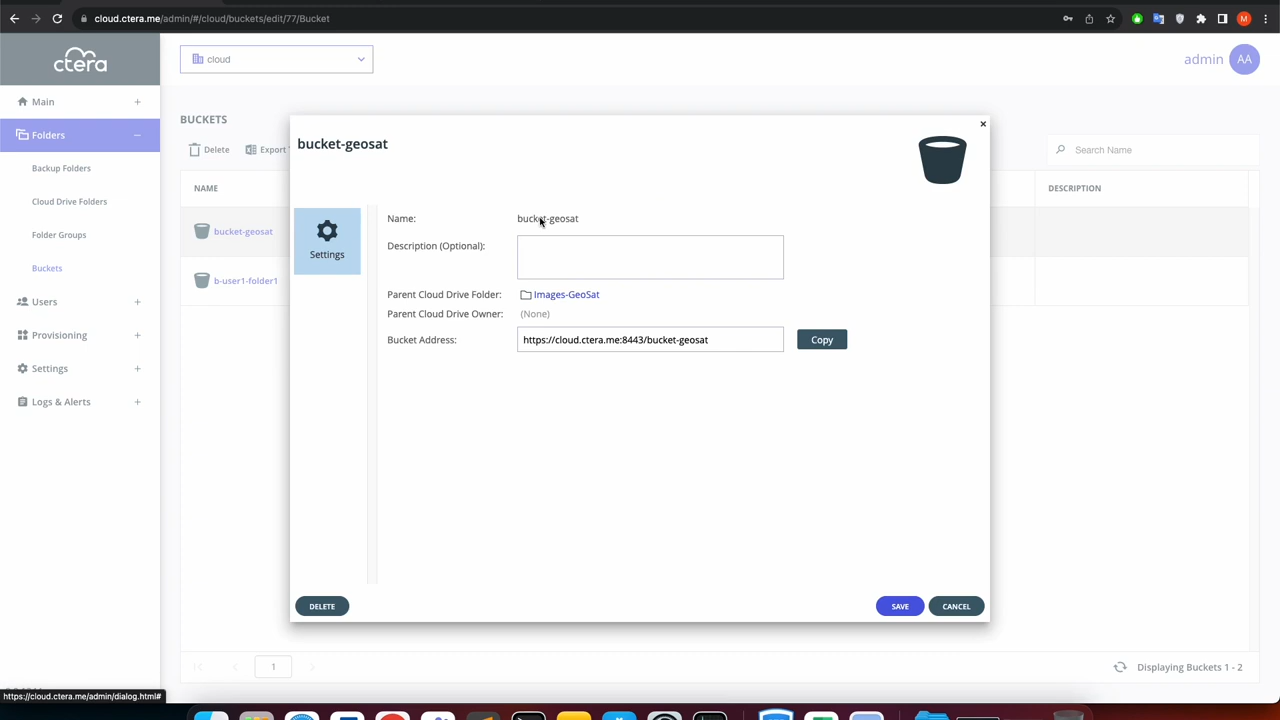 cloud.ctera.me/admin/#/cloud/buckets/edit/77/Bucket
M
ctera
cloud
admin AA
Main
Folders
Backup Folders
Cloud Drive Folders
Folder Groups
Buckets
Users
Provisioning
Settings
Logs & Alerts
BUCKETS
Delete
Export
Search Name
NAME
DESCRIPTION
bucket-geosat
b-user1-folder1
bucket-geosat
×
Settings
Name: bucket-geosat
Description (Optional):
Parent Cloud Drive Folder: Images-GeoSat
Parent Cloud Drive Owner: (None)
Bucket Address: https://cloud.ctera.me:8443/bucket-geosat Copy
DELETE
SAVE
CANCEL
1
Displaying Buckets 1 - 2
https://cloud.ctera.me/admin/dialog.html#